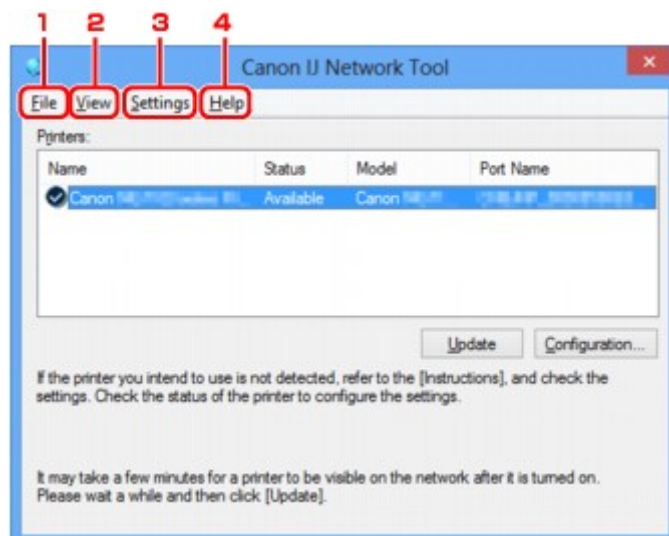 1 2 3 4
Canon IJ Network Tool
File View Settings Help
Printers:
Name Status Model Port Name
Canon Available Canon
Update Configuration...
If the printer you intend to use is not detected, refer to the [Instructions], and check the
settings. Check the status of the printer to configure the settings.
It may take a few minutes for a printer to be visible on the network after it is turned on.
Please wait a while and then click [Update].